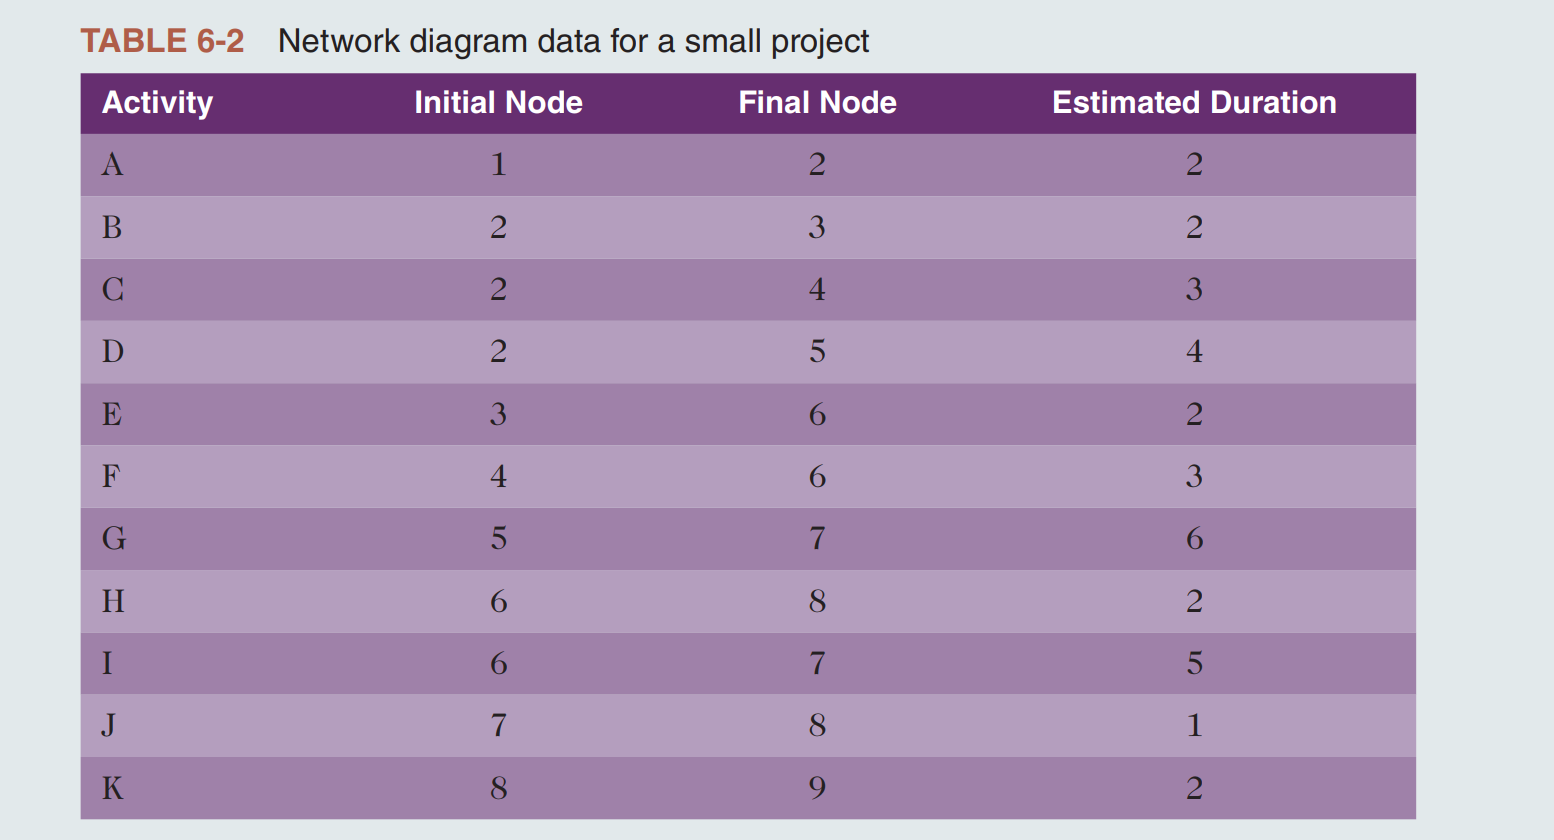 TABLE 6-2 Network diagram data for a small project
Activity Initial Node Final Node Estimated Duration
A 1 2 2
B 2 3 2
C 2 4 3
D 2 5 4
E 3 6 2
F 4 6 3
G 5 7 6
H 6 8 2
I 6 7 5
J 7 8 1
K 8 9 2